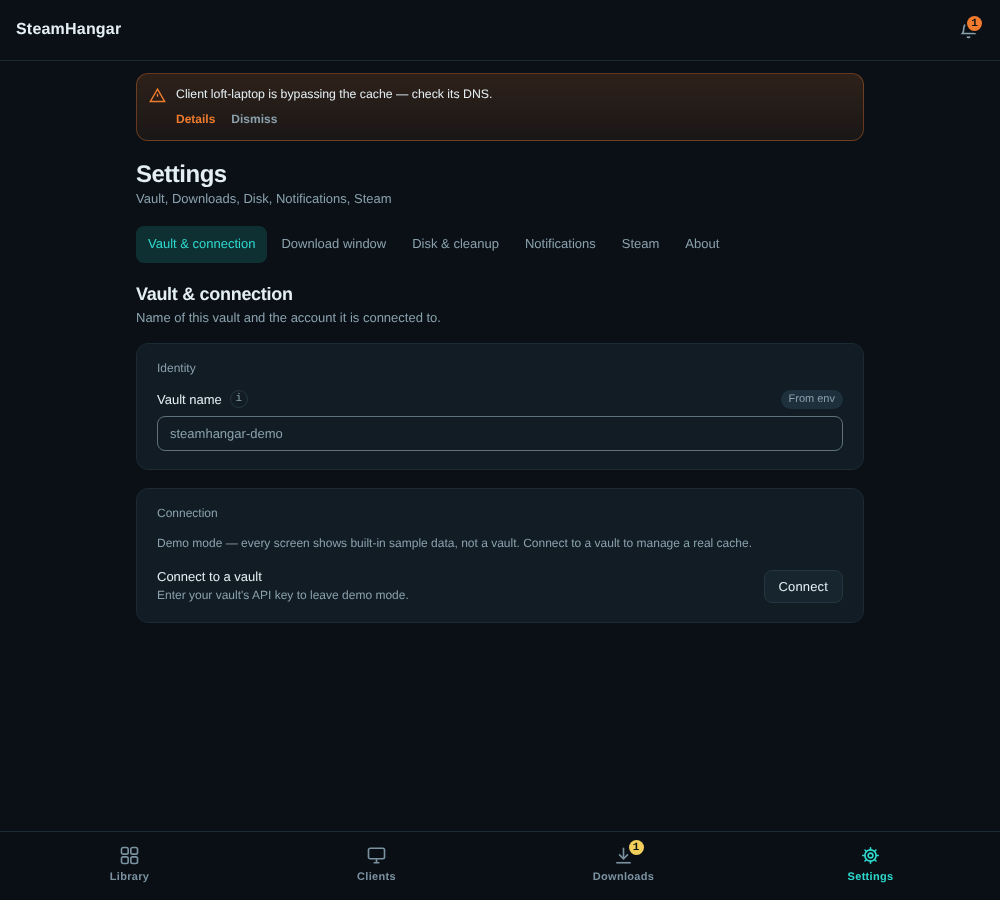 SteamHangar
1
Client loft-laptop is bypassing the cache — check its DNS.
Details Dismiss
Settings
Vault, Downloads, Disk, Notifications, Steam
Vault & connection Download window Disk & cleanup Notifications Steam About
Vault & connection
Name of this vault and the account it is connected to.
Identity
Vault name i From env
steamhangar-demo
Connection
Demo mode — every screen shows built-in sample data, not a vault. Connect to a vault to manage a real cache.
Connect to a vault
Enter your vault's API key to leave demo mode.
Connect
1
Library Clients Downloads Settings